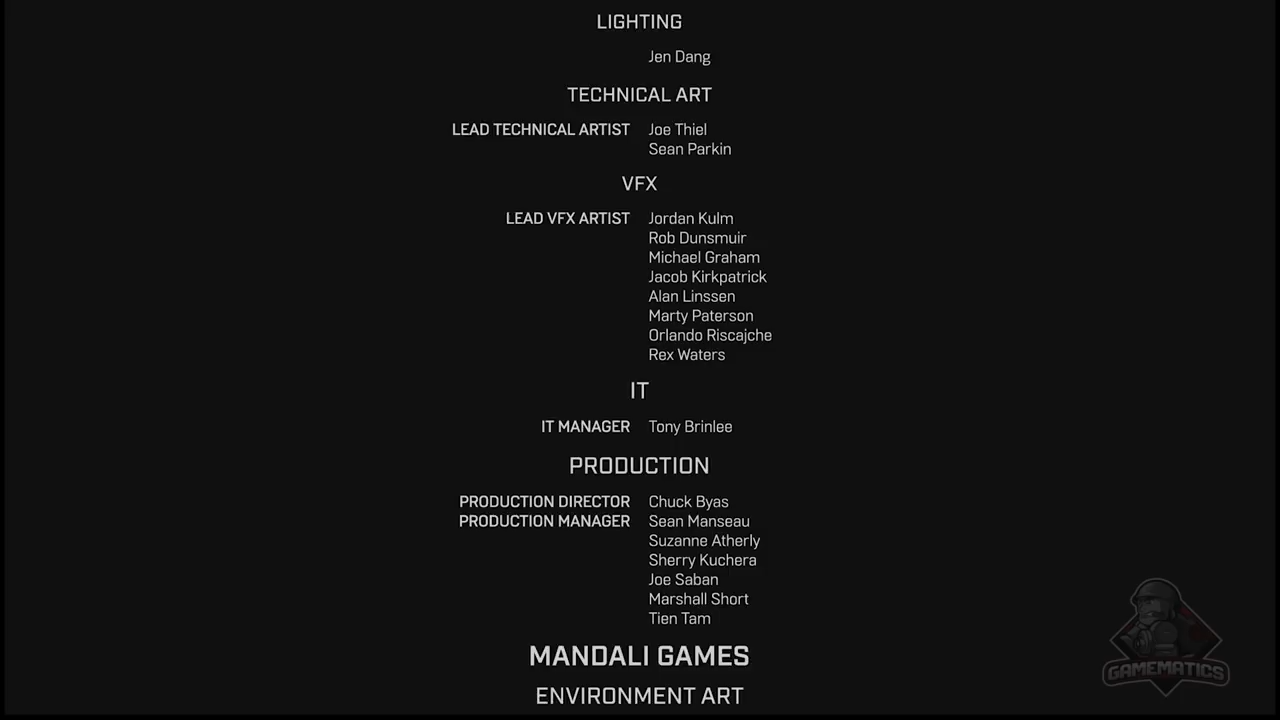 LIGHTING
Jen Dang
TECHNICAL ART
LEAD TECHNICAL ARTIST Joe Thiel
Sean Parkin
VFX
LEAD VFX ARTIST Jordan Kulm
Rob Dunsmuir
Michael Graham
Jacob Kirkpatrick
Alan Linssen
Marty Paterson
Orlando Riscajche
Rex Waters
IT
IT MANAGER Tony Brinlee
PRODUCTION
PRODUCTION DIRECTOR Chuck Byas
PRODUCTION MANAGER Sean Manseau
Suzanne Atherly
Sherry Kuchera
Joe Saban
Marshall Short
Tien Tam
MANDALI GAMES
ENVIRONMENT ART
GAMEMATICS